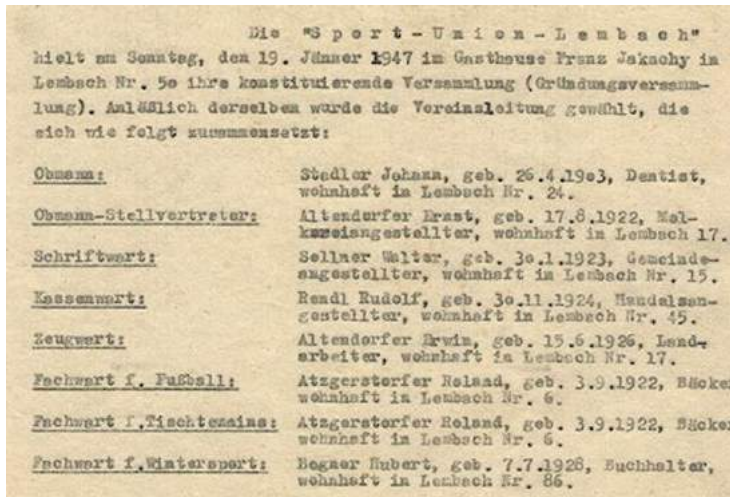 Die "Sport-Union-Lembach"
hielt am Sonntag, den 19. Jänner 1947 im Gasthause Franz Jaknchy in
Lembach Nr. 5o ihre konstituierende Versammlung (Gründungsversamm-
lung). Anläßlich derselben wurde die Vereinsleitung gewählt, die
sich wie folgt zusammensetzt:
Obmann: Stadler Johann, geb. 26.4.19o3, Dentist,
wohnhaft in Lembach Nr. 24.
Obmann-Stellvertreter: Altendorfer Ernst, geb. 17.8.1922, Mol-
kereiangestellter, wohnhaft in Lembach 17.
Schriftwart: Sellner Walter, geb. 3o.1.1923, Gemeinde-
angestellter, wohnhaft in Lembach Nr. 15.
Kassenwart: Rendl Rudolf, geb. 3o.11.1924, Handelsan-
gestellter, wohnhaft in Lembach Nr. 45.
Zeugwart: Altendorfer Erwin, geb. 15.6.1926, Land-
arbeiter, wohnhaft in Lembach Nr. 17.
Fachwart f. Fußball: Atzgerstorfer Roland, geb. 3.9.1922, Bäcker
wohnhaft in Lembach Nr. 6.
Fachwart f.Tischtennins: Atzgerstorfer Roland, geb. 3.9.1922, Bäcker
wohnhaft in Lembach Nr. 6.
Fachwart f.Wintersport: Bogner Hubert, geb. 7.7.1928, Buchhalter,
wohnhaft in Lembach Nr. 86.